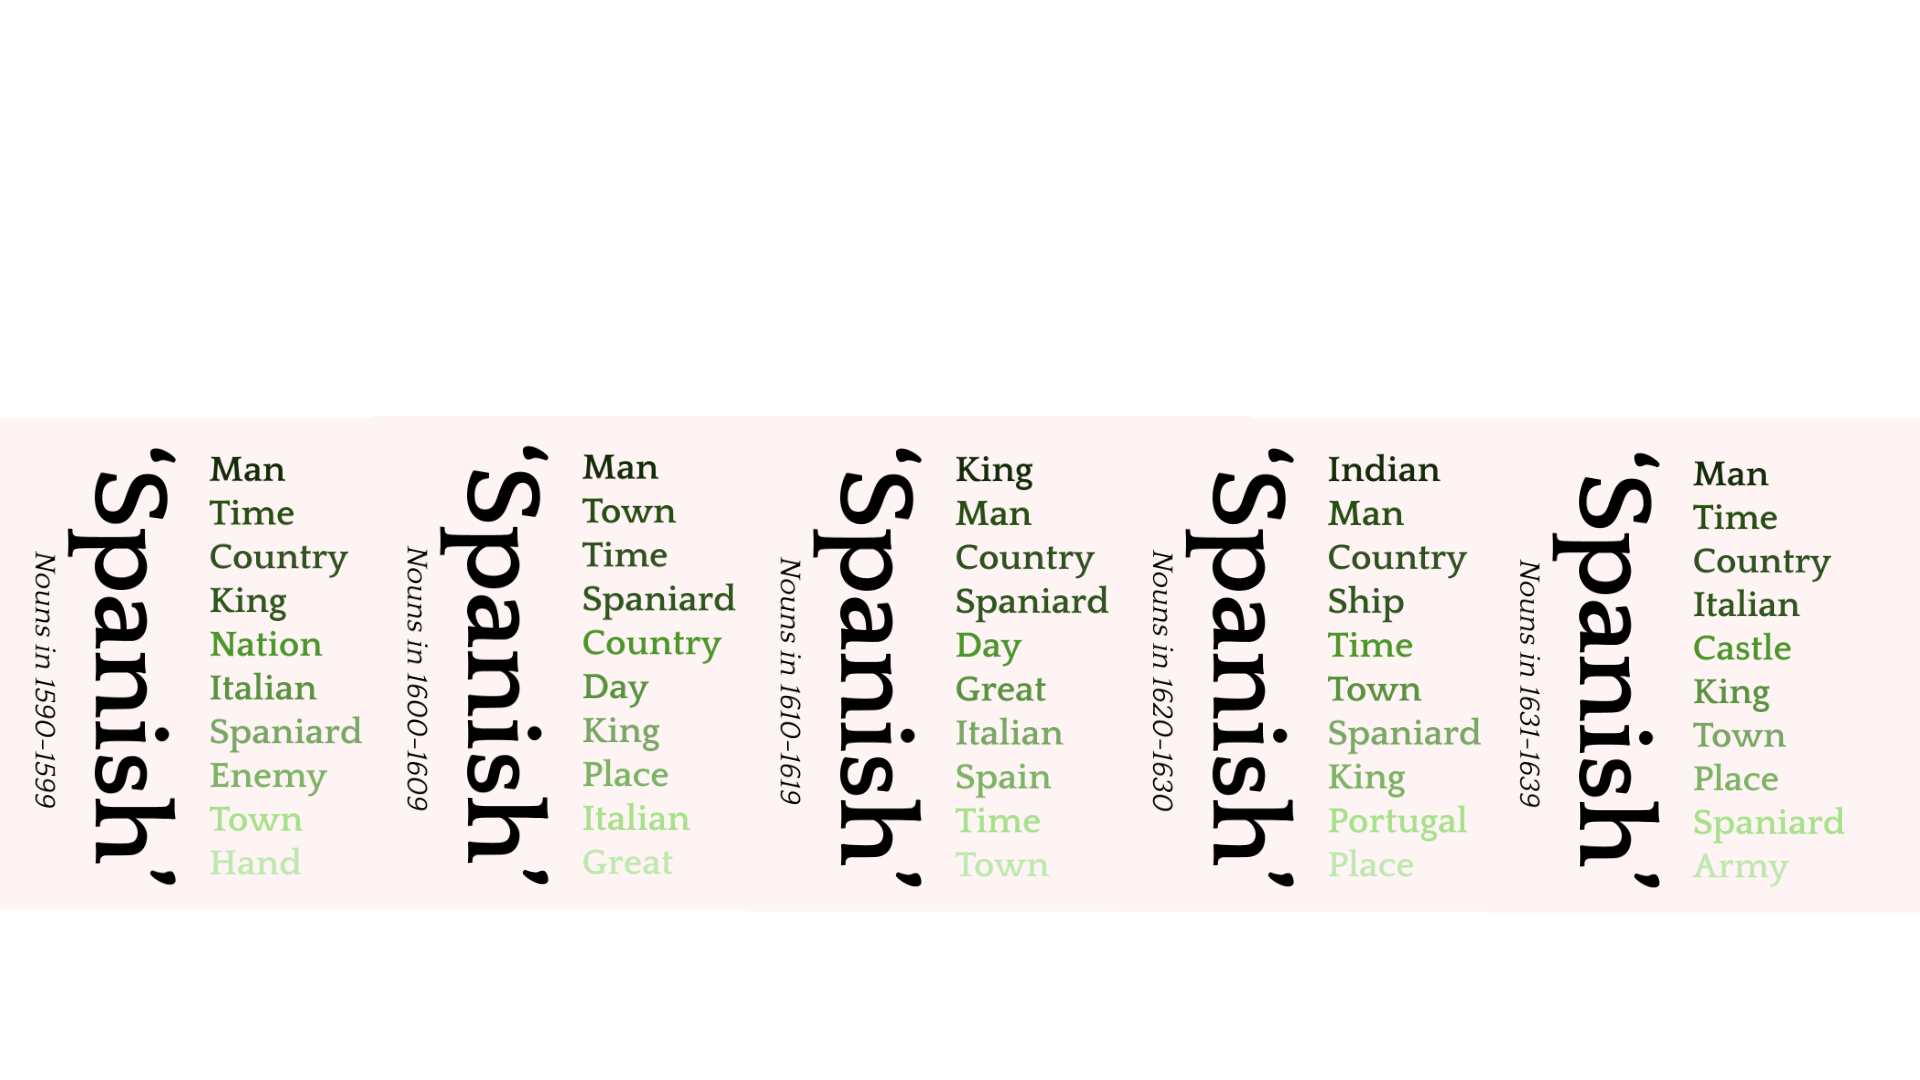 Nouns in 1590-1599
‘Spanish’
Man
Time
Country
King
Nation
Italian
Spaniard
Enemy
Town
Hand
Nouns in 1600-1609
‘Spanish’
Man
Town
Time
Spaniard
Country
Day
King
Place
Italian
Great
Nouns in 1610-1619
‘Spanish’
King
Man
Country
Spaniard
Day
Great
Italian
Spain
Time
Town
Nouns in 1620-1630
‘Spanish’
Indian
Man
Country
Ship
Time
Town
Spaniard
King
Portugal
Place
Nouns in 1631-1639
‘Spanish’
Man
Time
Country
Italian
Castle
King
Town
Place
Spaniard
Army